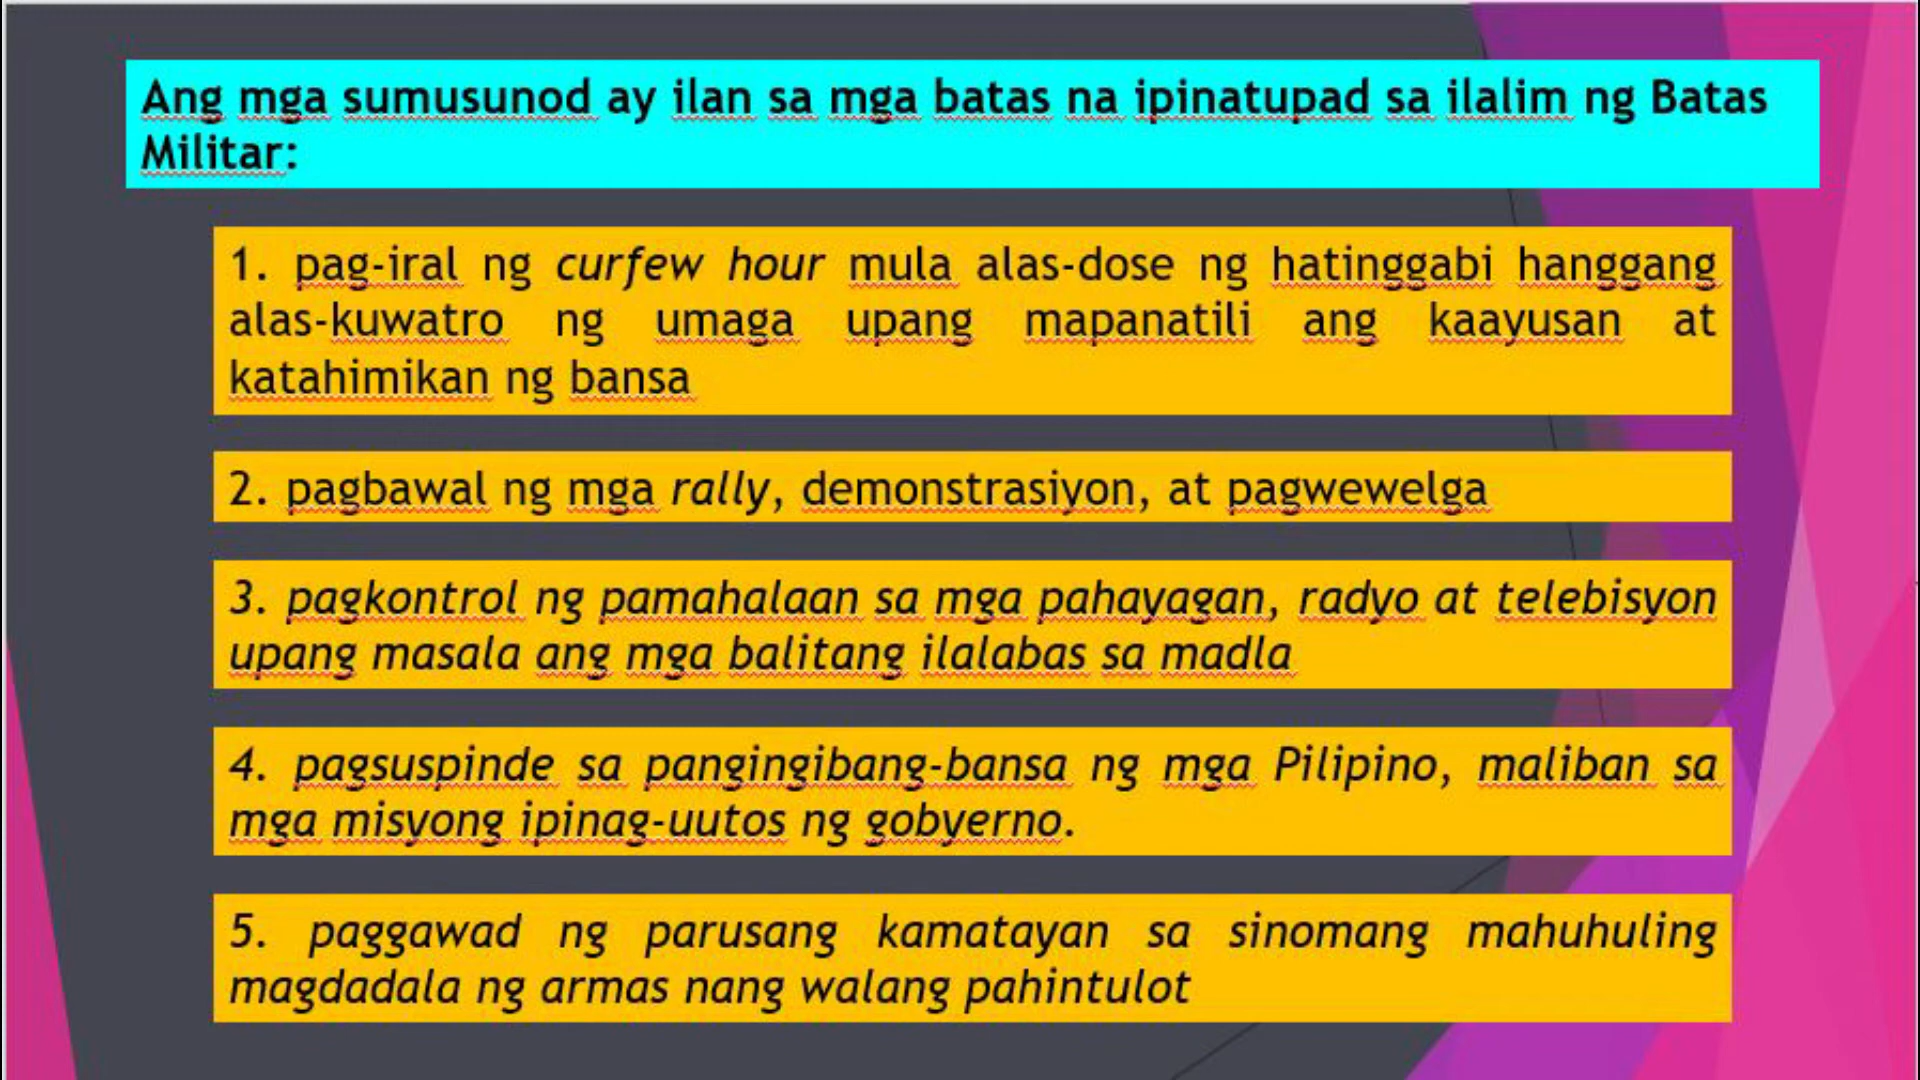 Ang mga sumusunod ay ilan sa mga batas na ipinatupad sa ilalim ng Batas
Militar:
1. pag-iral ng curfew hour mula alas-dose ng hatinggabi hanggang
alas-kuwatro ng umaga upang mapanatili ang kaayusan at
katahimikan ng bansa
2. pagbawal ng mga rally, demonstrasiyon, at pagwewelga
3. pagkontrol ng pamahalaan sa mga pahayagan, radyo at telebisyon
upang masala ang mga balitang ilalabas sa madla
4. pagsuspinde sa pangingibang-bansa ng mga Pilipino, maliban sa
mga misyong ipinag-uutos ng gobyerno.
5. paggawad ng parusang kamatayan sa sinomang mahuhuling
magdadala ng armas nang walang pahintulot